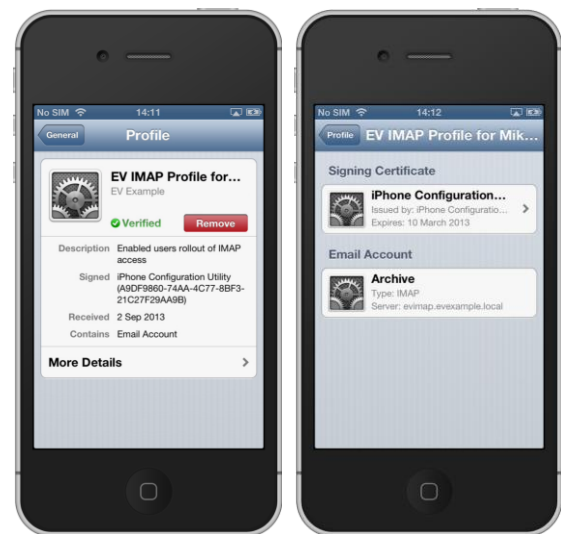 No SIM 14:11
General Profile
EV IMAP Profile for...
EV Example
Verified Remove
Description Enabled users rollout of IMAP
access
Signed iPhone Configuration Utility
(A9DF9860-74AA-4C77-8BF3-
21C27F29AA9B)
Received 2 Sep 2013
Contains Email Account
More Details
No SIM 14:12
Profile EV IMAP Profile for Mik...
Signing Certificate
iPhone Configuration...
Issued by: iPhone Configuratio...
Expires: 10 March 2013
Email Account
Archive
Type: IMAP
Server: evimap.evexample.local